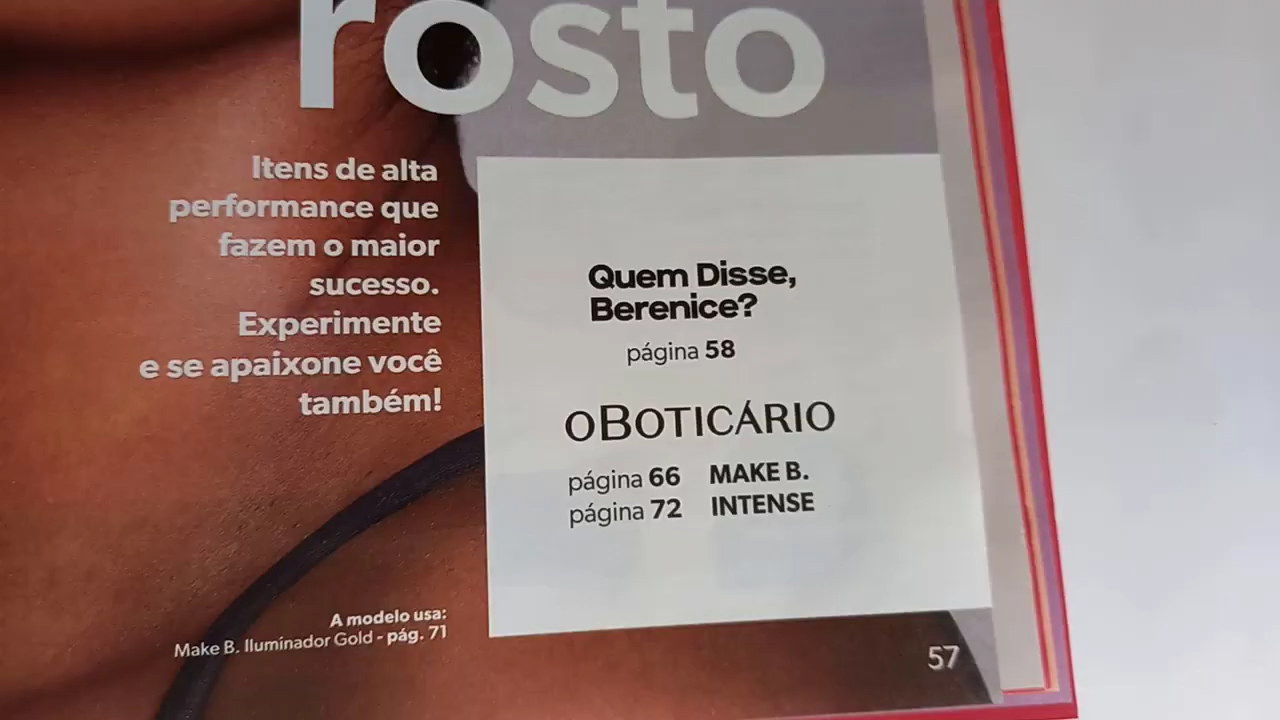 rosto
Itens de alta
performance que
fazem o maior
sucesso.
Experimente
e se apaixone você
também!
Quem Disse,
Berenice?
página 58
oBOTICÁRIO
página 66 MAKE B.
página 72 INTENSE
A modelo usa:
Make B. Iluminador Gold - pág. 71
57